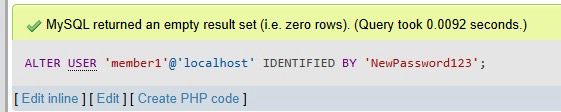 MySQL returned an empty result set (i.e. zero rows). (Query took 0.0092 seconds.)
ALTER USER 'member1'@'localhost' IDENTIFIED BY 'NewPassword123';
[ Edit inline ] [ Edit ] [ Create PHP code ]